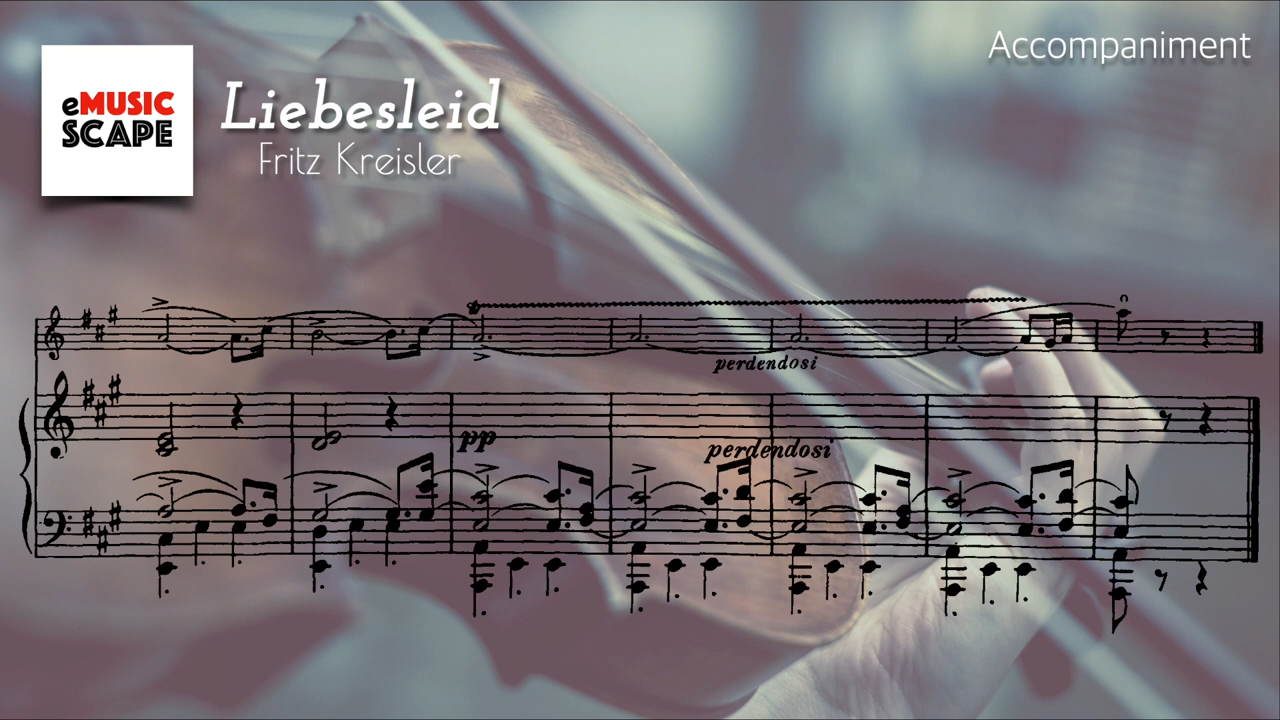 Accompaniment
eMUSIC
SCAPE
Liebesleid
Fritz Kreisler
perdendosi
pp
perdendosi